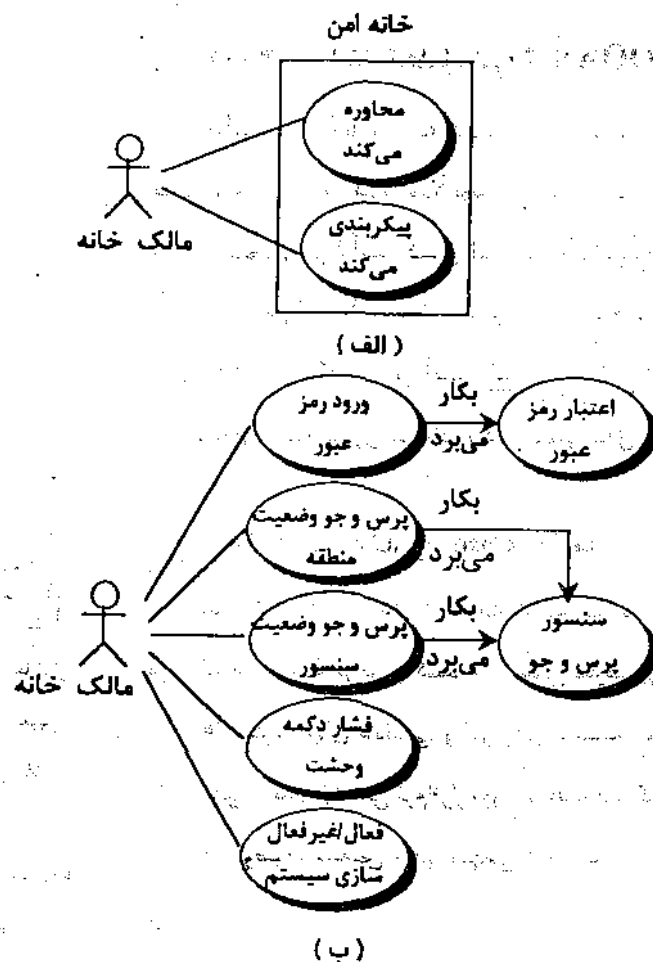 خانه امن
محاوره
می‌کند
پیکربندی
می‌کند
مالک خانه
(الف)
ورود رمز
عبور
بکار
می‌برد
اعتبار رمز
عبور
پرس و جو وضعیت
منطقه
بکار
می‌برد
پرس و جو وضعیت
سنسور
بکار
می‌برد
سنسور
پرس و جو
مالک خانه
فشار دکمه
وحشت
فعال/غیرفعال
سازی سیستم
(ب)